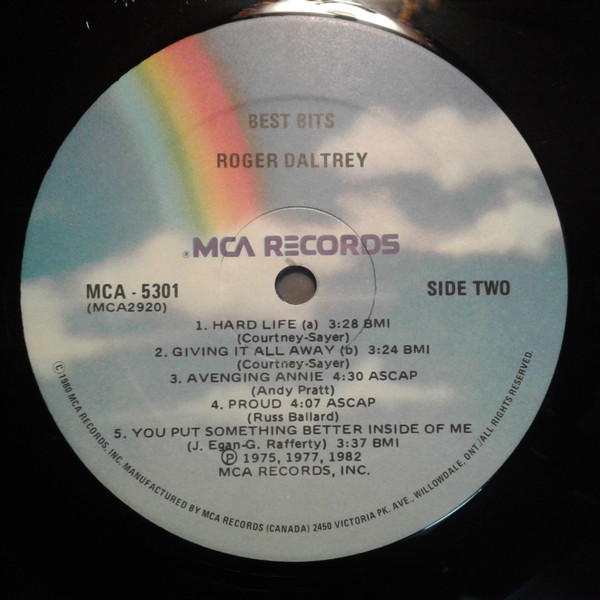 BEST BITS
ROGER DALTREY
®MCA RECORDS
MCA - 5301
(MCA2920)
SIDE TWO
1. HARD LIFE (a) 3:28 BMI
(Courtney-Sayer)
2. GIVING IT ALL AWAY (b) 3:24 BMI
(Courtney-Sayer)
3. AVENGING ANNIE 4:30 ASCAP
(Andy Pratt)
4. PROUD 4:07 ASCAP
(Russ Ballard)
5. YOU PUT SOMETHING BETTER INSIDE OF ME
(J. Egan-G. Rafferty) 3:37 BMI
Ⓟ 1975, 1977, 1982
MCA RECORDS, INC.
©1980 MCA RECORDS, INC. MANUFACTURED BY MCA RECORDS (CANADA) 2450 VICTORIA PK. AVE., WILLOWDALE, ONT./ALL RIGHTS RESERVED.